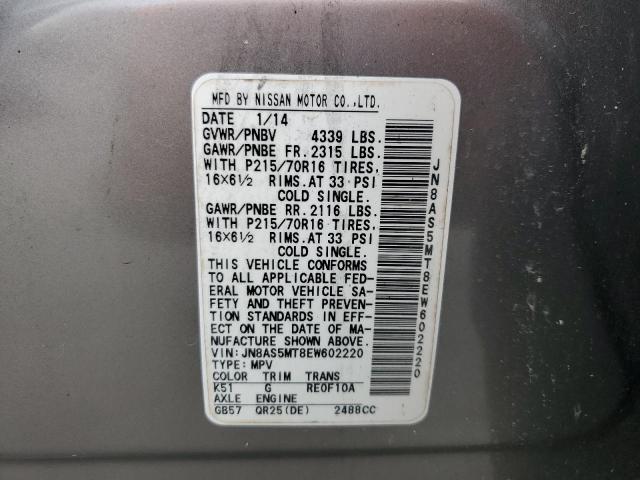 MFD BY NISSAN MOTOR CO.,LTD.
DATE 1/14
GVWR/PNBV 4339 LBS.
GAWR/PNBE FR. 2315 LBS.
WITH P215/70R16 TIRES,
16X6½ RIMS. AT 33 PSI
COLD SINGLE.
GAWR/PNBE RR. 2116 LBS.
WITH P215/70R16 TIRES,
16X6½ RIMS. AT 33 PSI
COLD SINGLE.
THIS VEHICLE CONFORMS
TO ALL APPLICABLE FED-
ERAL MOTOR VEHICLE SA-
FETY AND THEFT PREVEN-
TION STANDARDS IN EFF-
ECT ON THE DATE OF MA-
NUFACTURE SHOWN ABOVE.
VIN: JN8AS5MT8EW602220
TYPE: MPV
COLOR TRIM TRANS
K51 G RE0F10A
AXLE ENGINE
GB57 QR25(DE) 2488CC
JN8AS5MT8EW602220